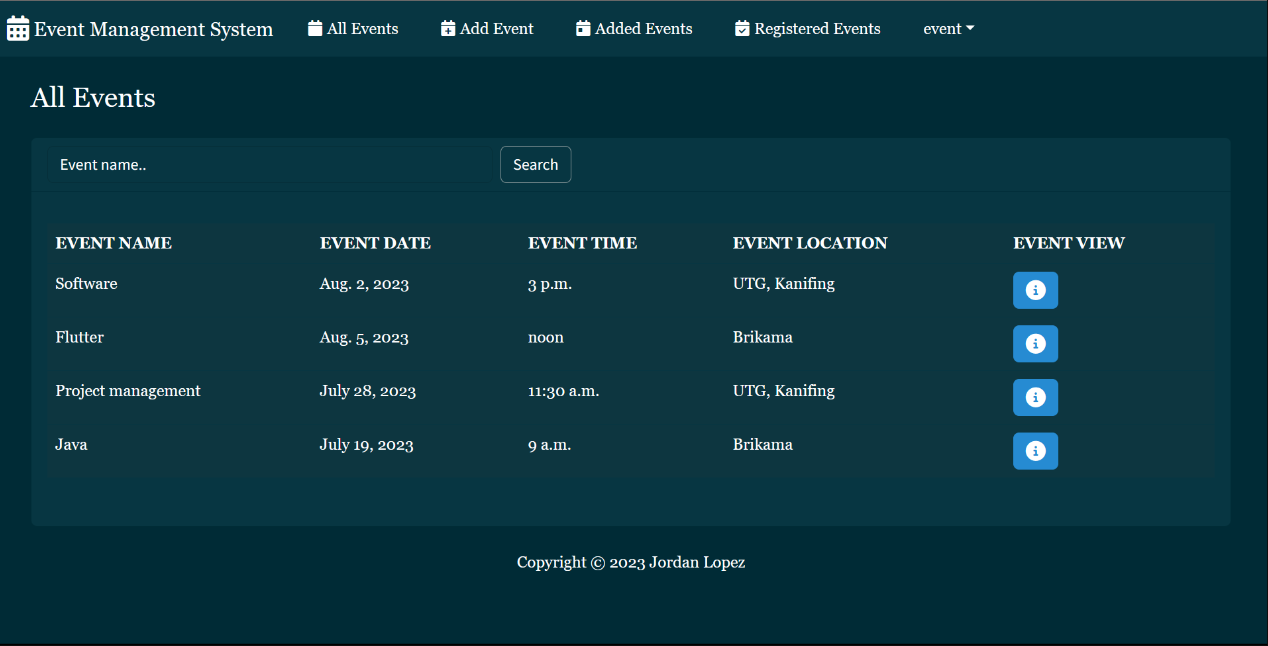 Event Management System All Events Add Event Added Events Registered Events event
All Events
Event name.. Search
EVENT NAME EVENT DATE EVENT TIME EVENT LOCATION EVENT VIEW
Software Aug. 2, 2023 3 p.m. UTG, Kanifing
Flutter Aug. 5, 2023 noon Brikama
Project management July 28, 2023 11:30 a.m. UTG, Kanifing
Java July 19, 2023 9 a.m. Brikama
Copyright © 2023 Jordan Lopez